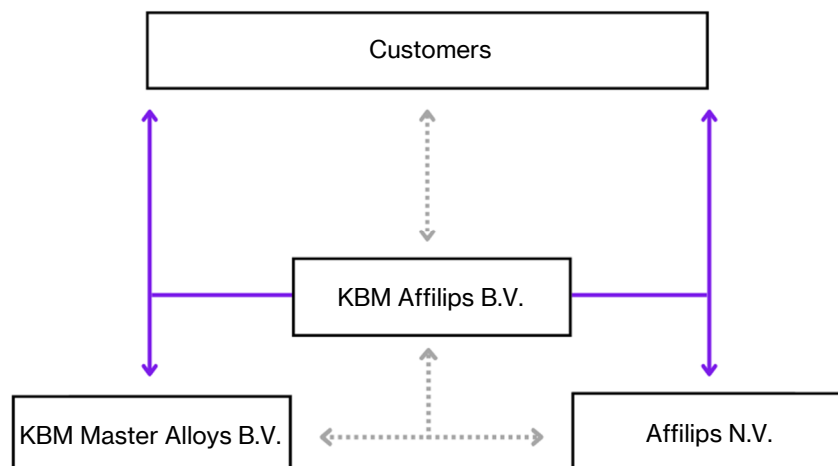 Customers
KBM Affilips B.V.
KBM Master Alloys B.V.
Affilips N.V.